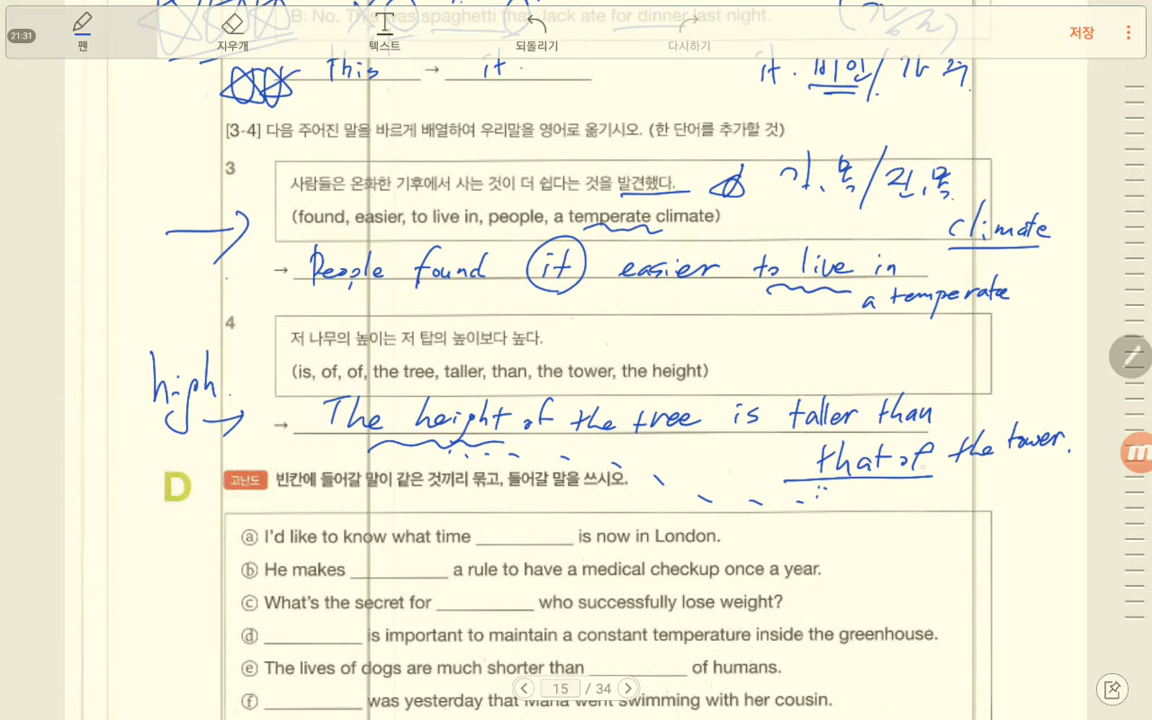 B: No. This was spaghetti that Jack ate for dinner last night.
21:31
펜
지우개
텍스트
되돌리기
다시하기
저장
This → it
it. 비인/
[3-4] 다음 주어진 말을 바르게 배열하여 우리말을 영어로 옮기시오. (한 단어를 추가할 것)
3
사람들은 온화한 기후에서 사는 것이 더 쉽다는 것을 발견했다.
가.목/진.목
(found, easier, to live in, people, a temperate climate)
climate
→ People found it easier to live in
a temperate
4
저 나무의 높이는 저 탑의 높이보다 높다.
(is, of, of, the tree, taller, than, the tower, the height)
high
→ The height of the tree is taller than
that of the tower.
D 고난도 빈칸에 들어갈 말이 같은 것끼리 묶고, 들어갈 말을 쓰시오.
ⓐ I'd like to know what time __________ is now in London.
ⓑ He makes __________ a rule to have a medical checkup once a year.
ⓒ What's the secret for __________ who successfully lose weight?
ⓓ __________ is important to maintain a constant temperature inside the greenhouse.
ⓔ The lives of dogs are much shorter than __________ of humans.
ⓕ __________ was yesterday that Maria went swimming with her cousin.
15 / 34